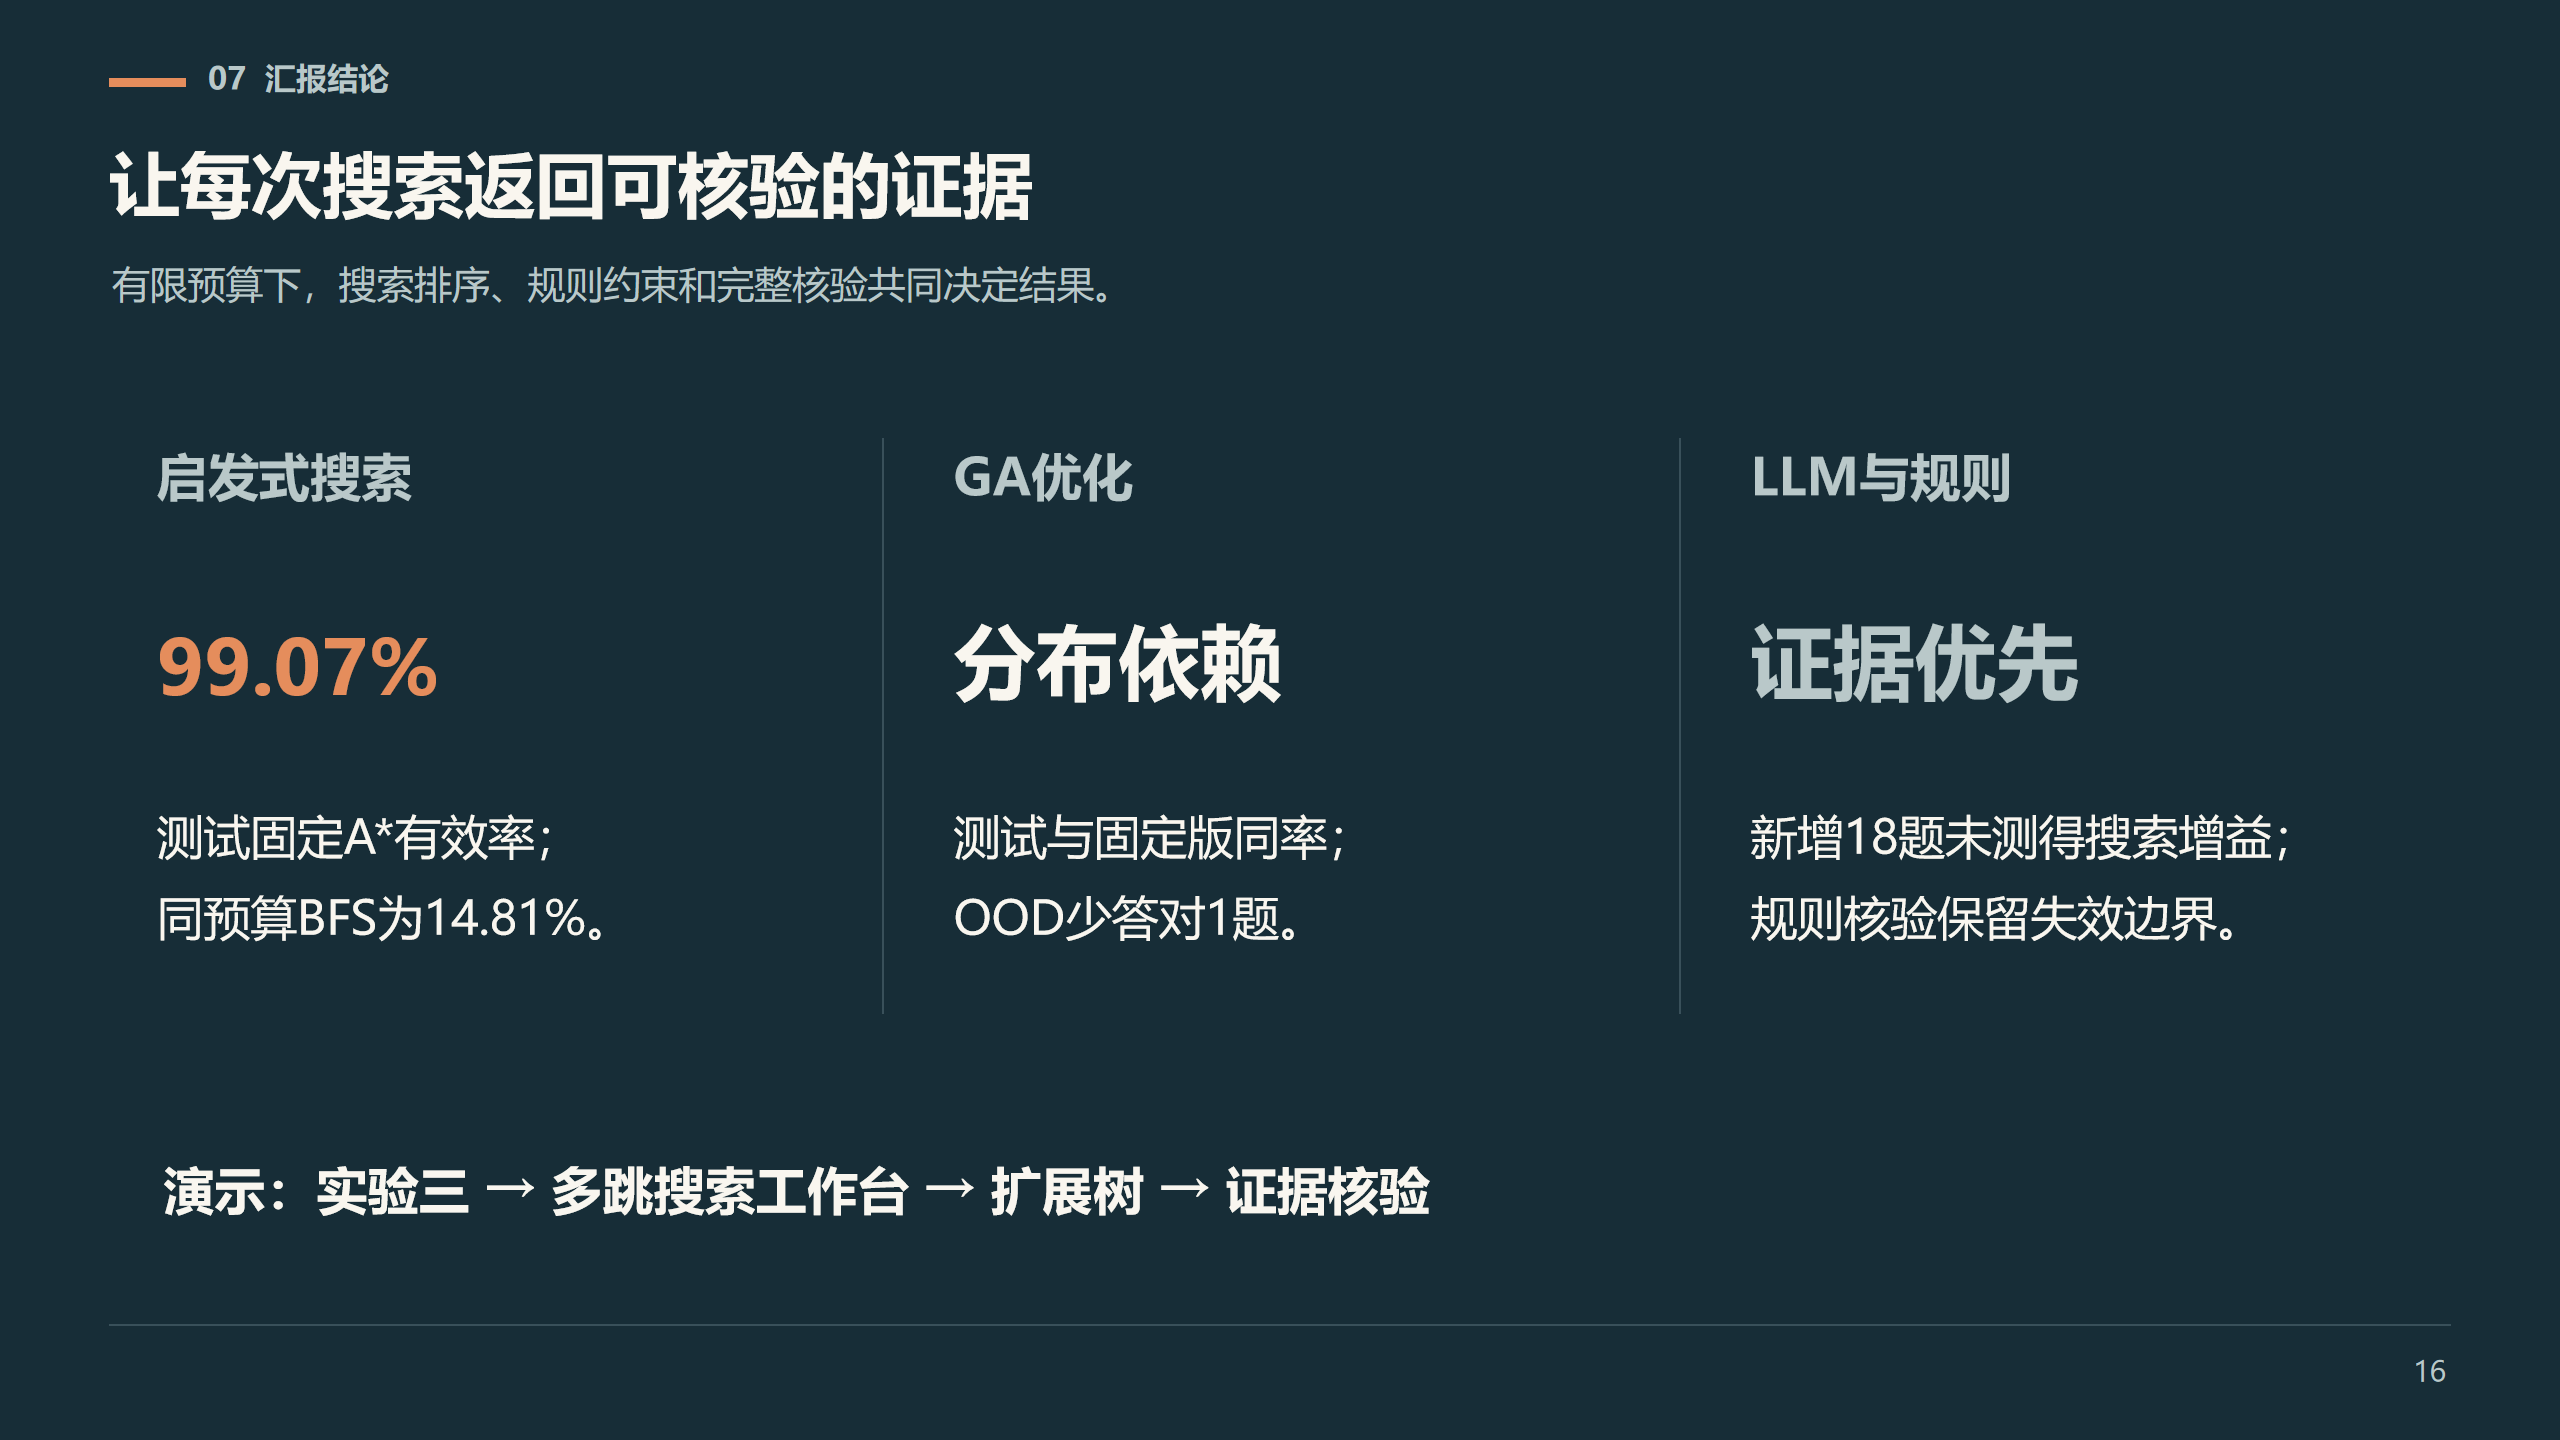 07 汇报结论
让每次搜索返回可核验的证据
有限预算下，搜索排序、规则约束和完整核验共同决定结果。
启发式搜索
99.07%
测试固定A*有效率；
同预算BFS为14.81%。
GA优化
分布依赖
测试与固定版同率；
OOD少答对1题。
LLM与规则
证据优先
新增18题未测得搜索增益；
规则核验保留失效边界。
演示：实验三 → 多跳搜索工作台 → 扩展树 → 证据核验
16